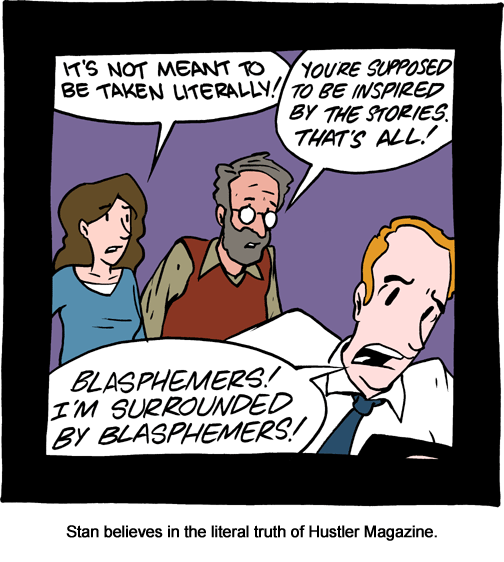 IT'S NOT MEANT TO
BE TAKEN LITERALLY!
YOU'RE SUPPOSED
TO BE INSPIRED
BY THE STORIES.
THAT'S ALL!
BLASPHEMERS!
I'M SURROUNDED
BY BLASPHEMERS!
Stan believes in the literal truth of Hustler Magazine.